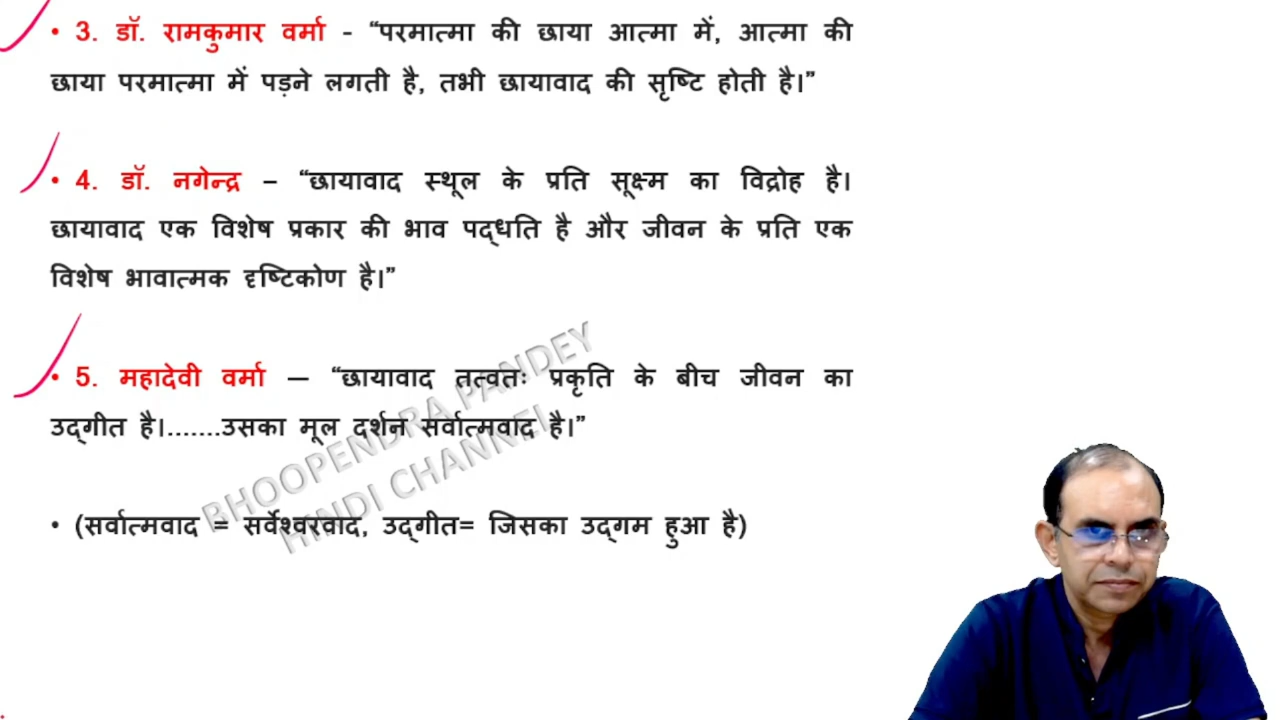 • 3. डॉ. रामकुमार वर्मा - “परमात्मा की छाया आत्मा में, आत्मा की
छाया परमात्मा में पड़ने लगती है, तभी छायावाद की सृष्टि होती है।”
• 4. डॉ. नगेन्द्र – “छायावाद स्थूल के प्रति सूक्ष्म का विद्रोह है।
छायावाद एक विशेष प्रकार की भाव पद्धति है और जीवन के प्रति एक
विशेष भावात्मक दृष्टिकोण है।”
• 5. महादेवी वर्मा — “छायावाद तत्वतः प्रकृति के बीच जीवन का
उद्गीत है।.......उसका मूल दर्शन सर्वात्मवाद है।”
• (सर्वात्मवाद = सर्वेश्वरवाद, उद्गीत= जिसका उद्गम हुआ है)
BHOOPENDRA PANDEY
HINDI CHANNEL